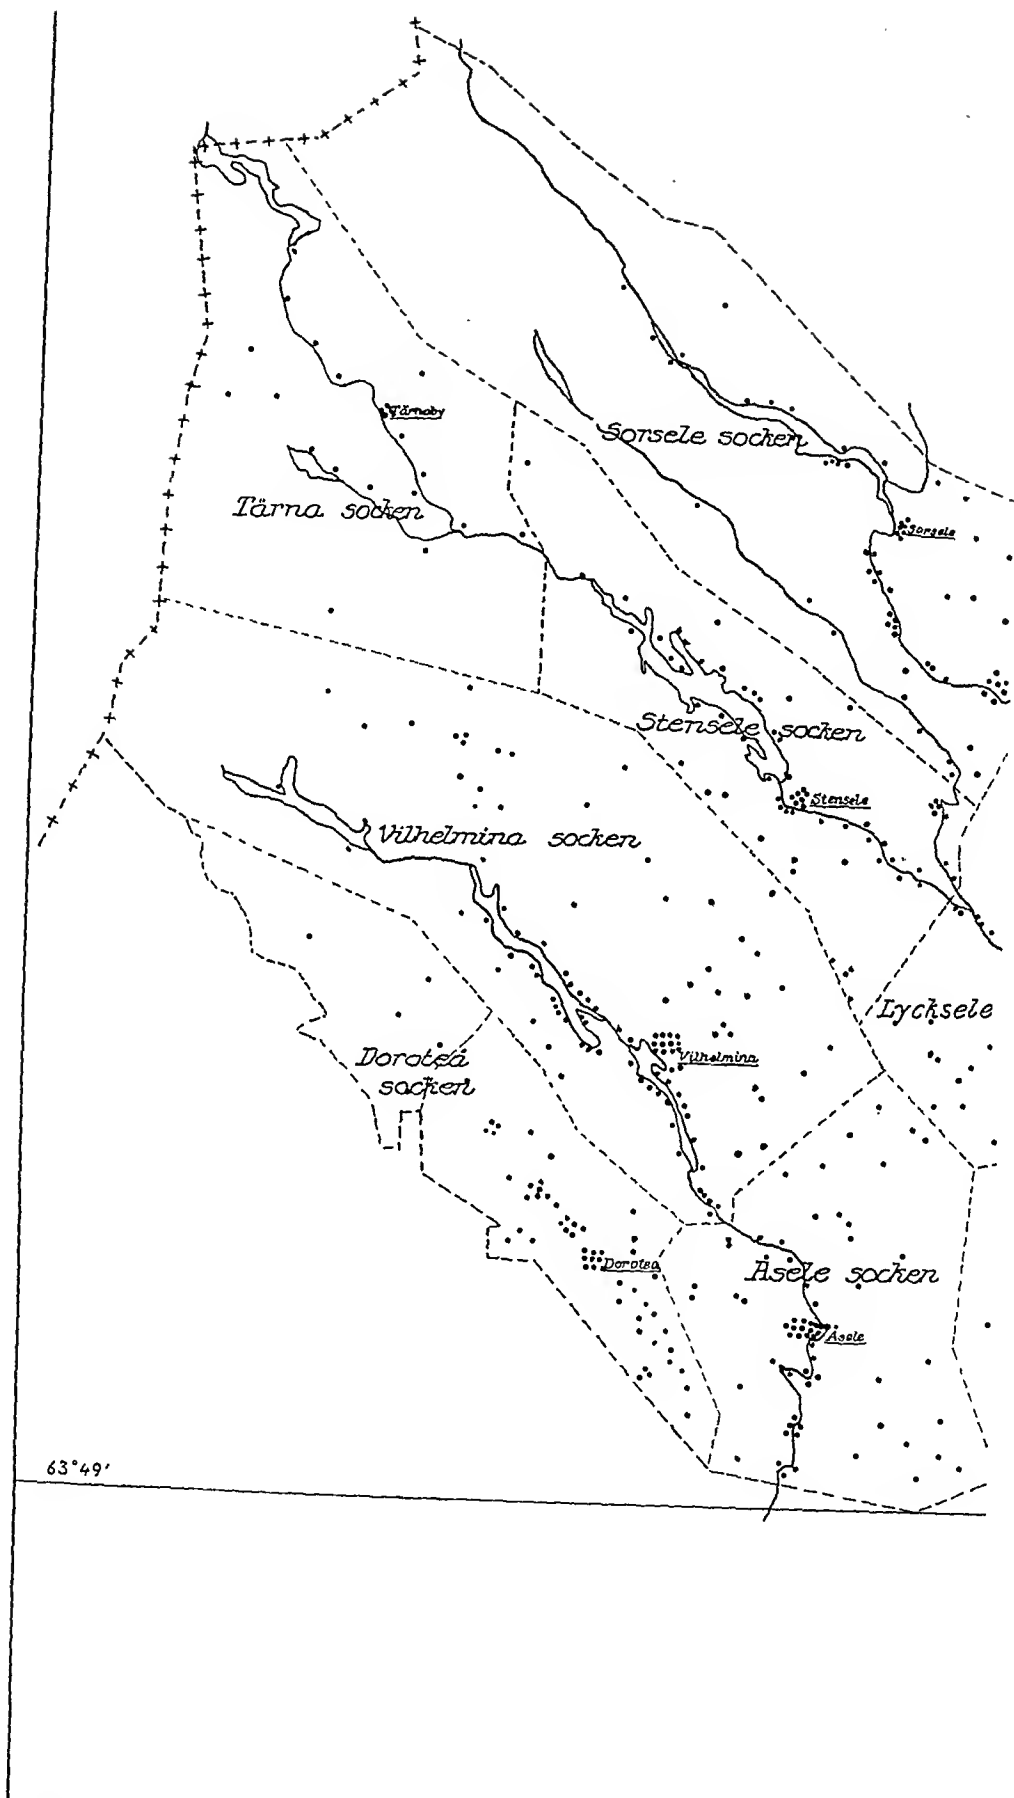 Tärnaby
Sorsele socken
Tärna socken
Sorsele
Stensele socken
Stensele
Vilhelmina socken
Lycksele
Vilhelmina
Dorotea
socken
Dorotea
Åsele socken
Åsele
63°49'